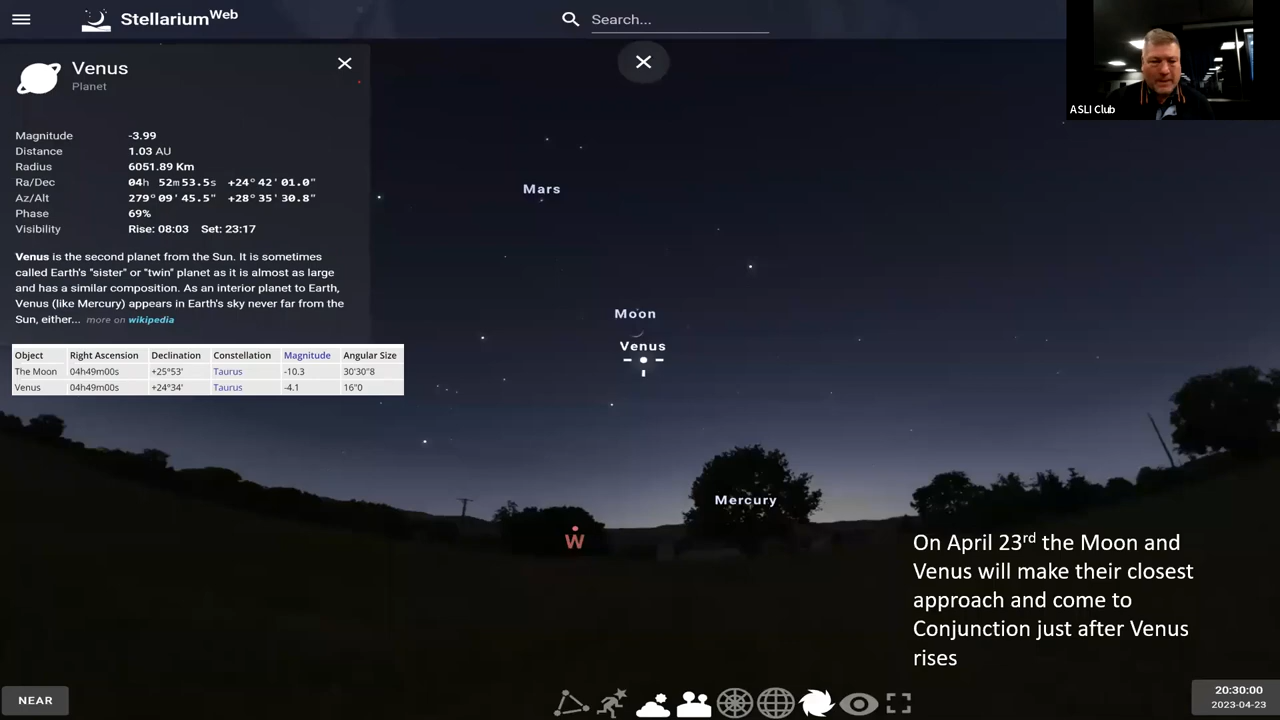 StellariumWeb
Search...
ASLI Club
Venus
Planet
Magnitude -3.99
Distance 1.03 AU
Radius 6051.89 Km
Ra/Dec 04h 52m53.5s +24°42'01.0"
Az/Alt 279°09'45.5" +28°35'30.8"
Phase 69%
Visibility Rise: 08:03 Set: 23:17
Venus is the second planet from the Sun. It is sometimes
called Earth's "sister" or "twin" planet as it is almost as large
and has a similar composition. As an interior planet to Earth,
Venus (like Mercury) appears in Earth's sky never far from the
Sun, either... more on wikipedia
Object Right Ascension Declination Constellation Magnitude Angular Size
The Moon 04h49m00s +25°53' Taurus -10.3 30'30"8
Venus 04h49m00s +24°34' Taurus -4.1 16"0
Mars
Moon
Venus
Mercury
W
On April 23rd the Moon and
Venus will make their closest
approach and come to
Conjunction just after Venus
rises
NEAR
20:30:00
2023-04-23